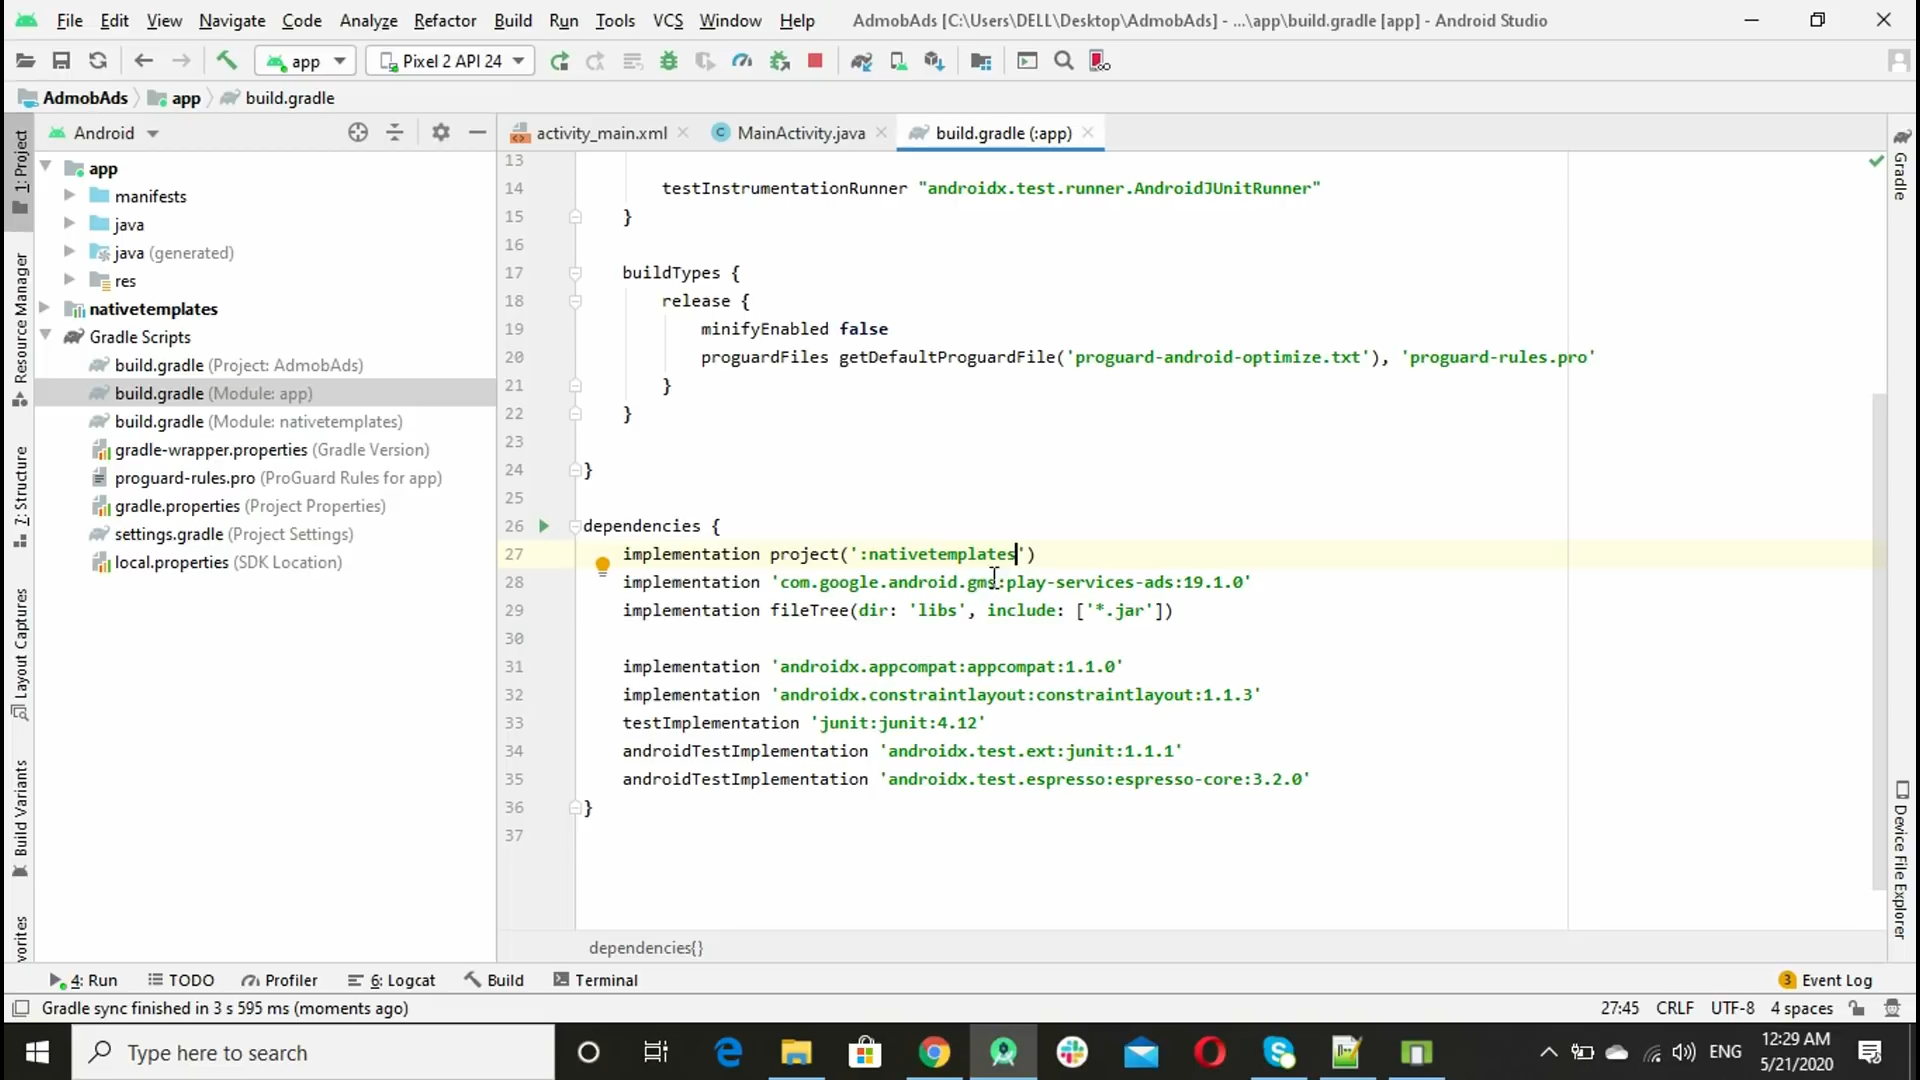 File Edit View Navigate Code Analyze Refactor Build Run Tools VCS Window Help AdmobAds [C:\Users\DELL\Desktop\AdmobAds] - ...\app\build.gradle [app] - Android Studio
app Pixel 2 API 24
AdmobAds app build.gradle
Android
activity_main.xml MainActivity.java build.gradle (:app)
1: Project
Resource Manager
7: Structure
Layout Captures
Build Variants
app
manifests
java
java (generated)
res
nativetemplates
Gradle Scripts
build.gradle (Project: AdmobAds)
build.gradle (Module: app)
build.gradle (Module: nativetemplates)
gradle-wrapper.properties (Gradle Version)
proguard-rules.pro (ProGuard Rules for app)
gradle.properties (Project Properties)
settings.gradle (Project Settings)
local.properties (SDK Location)
13
14 testInstrumentationRunner "androidx.test.runner.AndroidJUnitRunner"
15 }
16
17 buildTypes {
18 release {
19 minifyEnabled false
20 proguardFiles getDefaultProguardFile('proguard-android-optimize.txt'), 'proguard-rules.pro'
21 }
22 }
23
24 }
25
26 dependencies {
27 implementation project(':nativetemplates')
28 implementation 'com.google.android.gms:play-services-ads:19.1.0'
29 implementation fileTree(dir: 'libs', include: ['*.jar'])
30
31 implementation 'androidx.appcompat:appcompat:1.1.0'
32 implementation 'androidx.constraintlayout:constraintlayout:1.1.3'
33 testImplementation 'junit:junit:4.12'
34 androidTestImplementation 'androidx.test.ext:junit:1.1.1'
35 androidTestImplementation 'androidx.test.espresso:espresso-core:3.2.0'
36 }
37
dependencies{}
Gradle
Device File Explorer
4: Run TODO Profiler 6: Logcat Build Terminal 3 Event Log
Gradle sync finished in 3 s 595 ms (moments ago) 27:45 CRLF UTF-8 4 spaces
Type here to search ENG 12:29 AM
5/21/2020